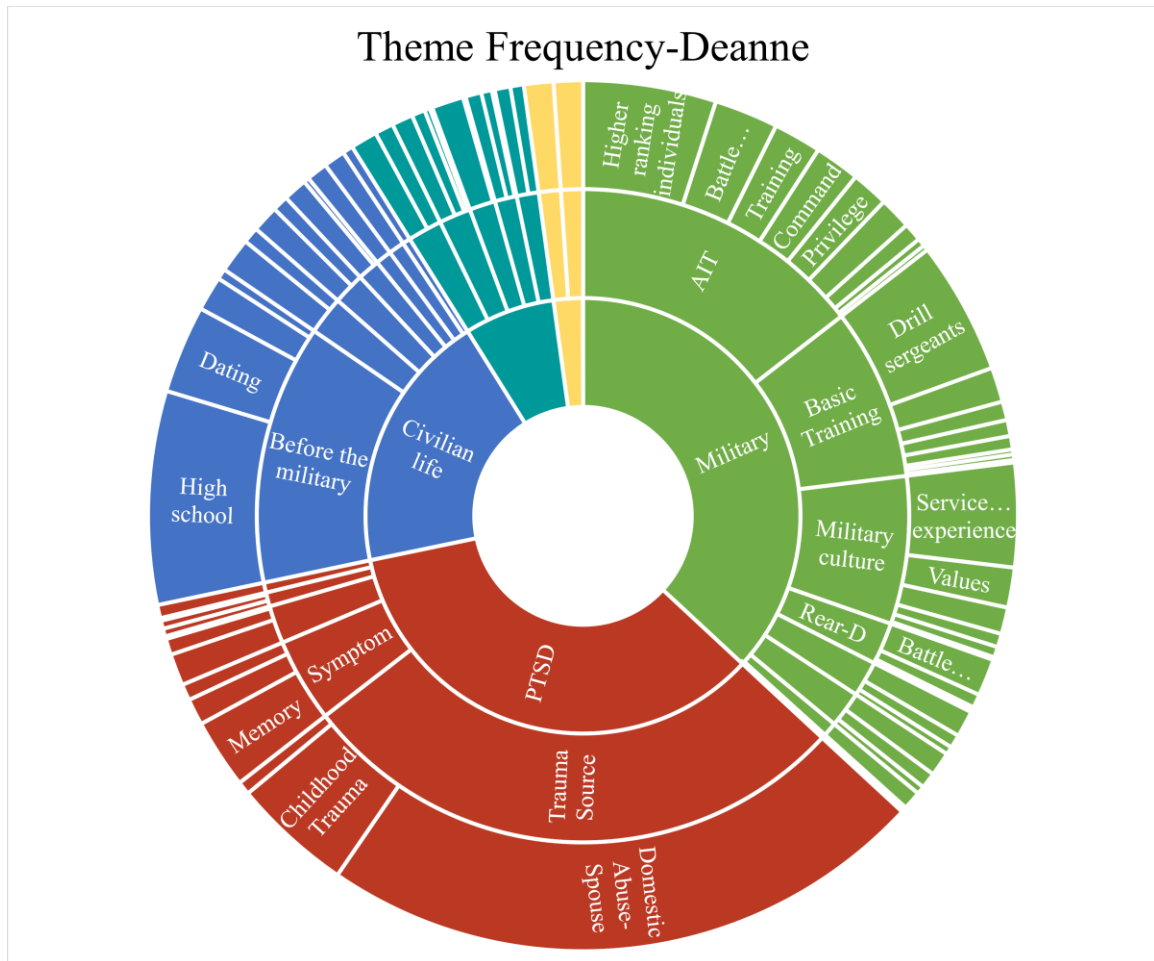 Theme Frequency-Deanne
Higher
ranking
individuals
Battle…
Training
Command
Privilege
AIT
Drill
sergeants
Basic
Training
Military
Service…
experience
Military
culture
Values
Rear-D
Battle…
Dating
High
school
Before the
military
Civilian
life
PTSD
Symptom
Memory
Childhood
Trauma
Trauma
Source
Domestic
Abuse-
Spouse